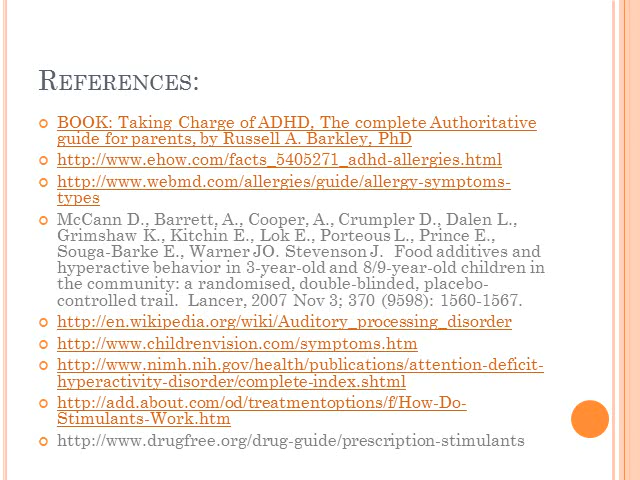 REFERENCES:
BOOK: Taking Charge of ADHD, The complete Authoritative
guide for parents, by Russell A. Barkley, PhD
http://www.ehow.com/facts_5405271_adhd-allergies.html
http://www.webmd.com/allergies/guide/allergy-symptoms-
types
McCann D., Barrett, A., Cooper, A., Crumpler D., Dalen L.,
Grimshaw K., Kitchin E., Lok E., Porteous L., Prince E.,
Souga-Barke E., Warner JO. Stevenson J. Food additives and
hyperactive behavior in 3-year-old and 8/9-year-old children in
the community: a randomised, double-blinded, placebo-
controlled trail. Lancer, 2007 Nov 3; 370 (9598): 1560-1567.
http://en.wikipedia.org/wiki/Auditory_processing_disorder
http://www.childrenvision.com/symptoms.htm
http://www.nimh.nih.gov/health/publications/attention-deficit-
hyperactivity-disorder/complete-index.shtml
http://add.about.com/od/treatmentoptions/f/How-Do-
Stimulants-Work.htm
http://www.drugfree.org/drug-guide/prescription-stimulants